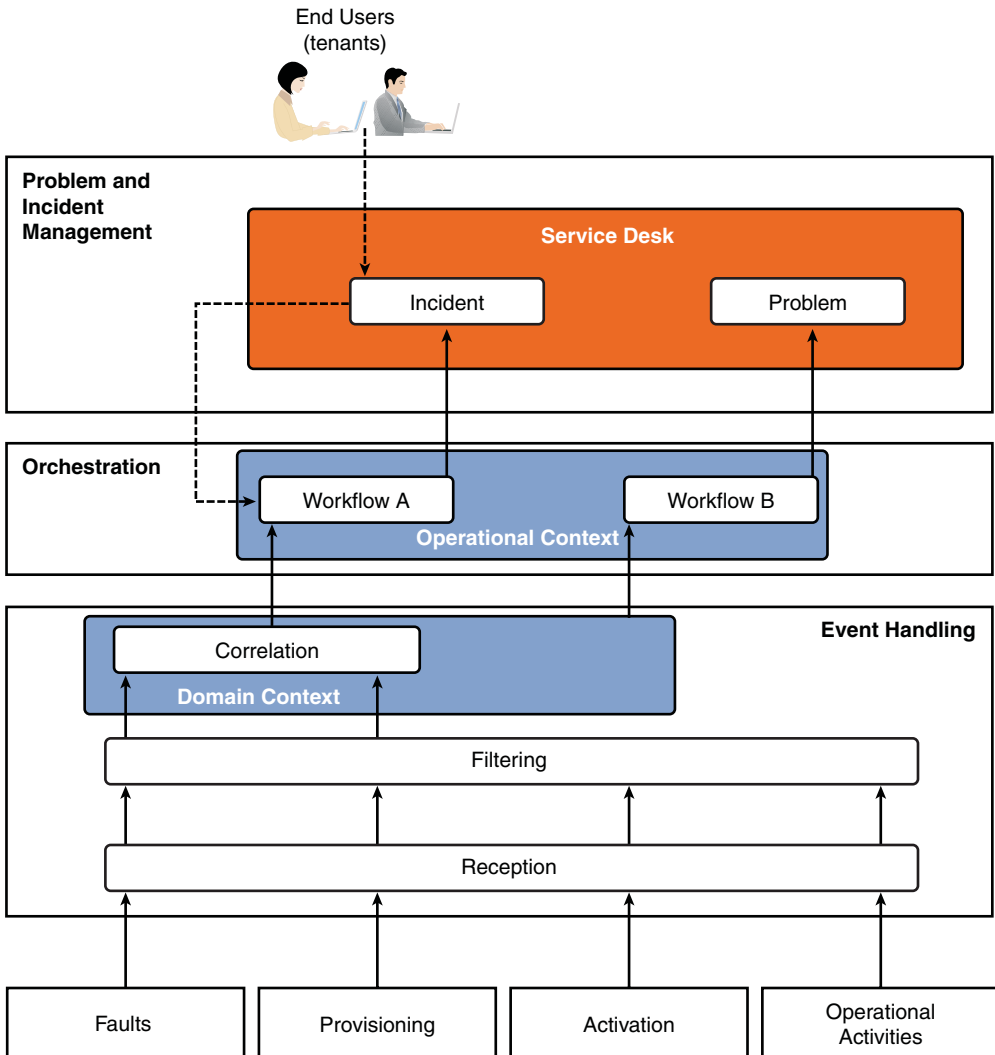 End Users
(tenants)
Problem and
Incident
Management
Service Desk
Incident
Problem
Orchestration
Workflow A
Workflow B
Operational Context
Event Handling
Correlation
Domain Context
Filtering
Reception
Faults
Provisioning
Activation
Operational
Activities